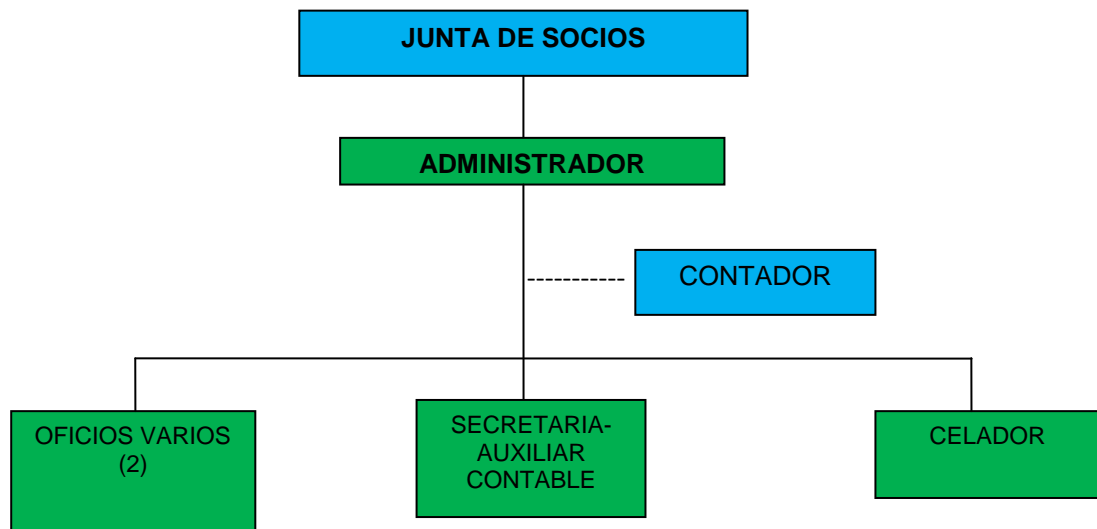 JUNTA DE SOCIOS
ADMINISTRADOR
CONTADOR
OFICIOS VARIOS
(2)
SECRETARIA-
AUXILIAR
CONTABLE
CELADOR